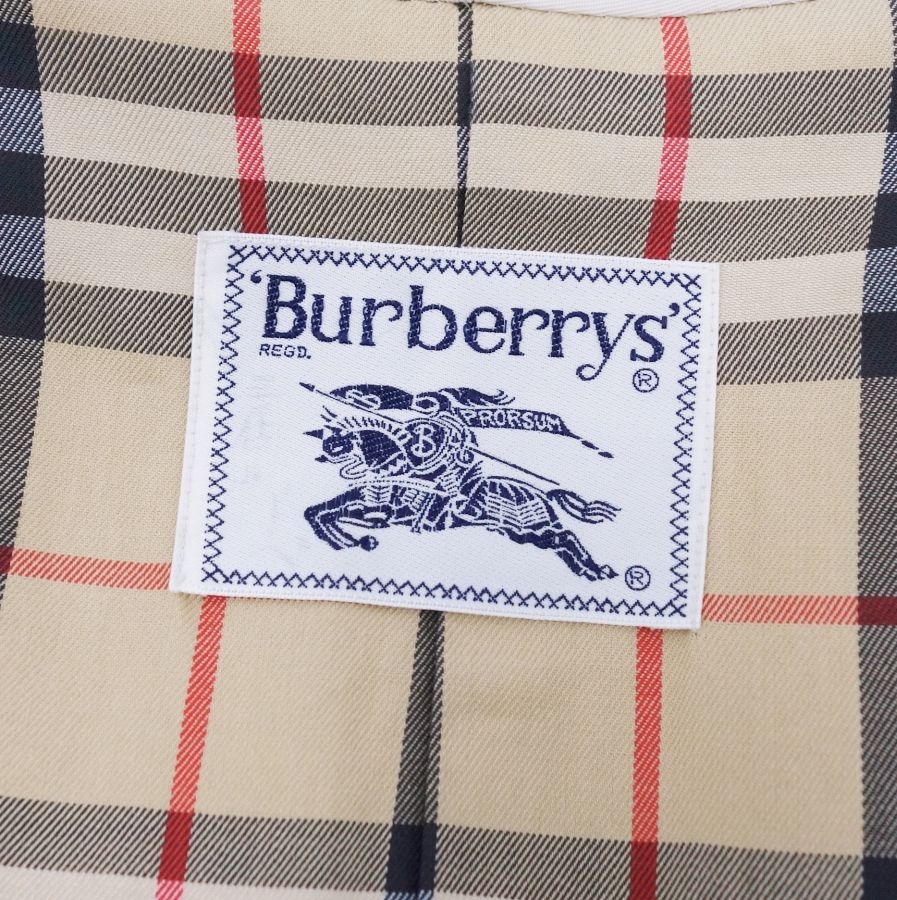 'Burberrys'
REGD. ®
PRORSUM
B
®